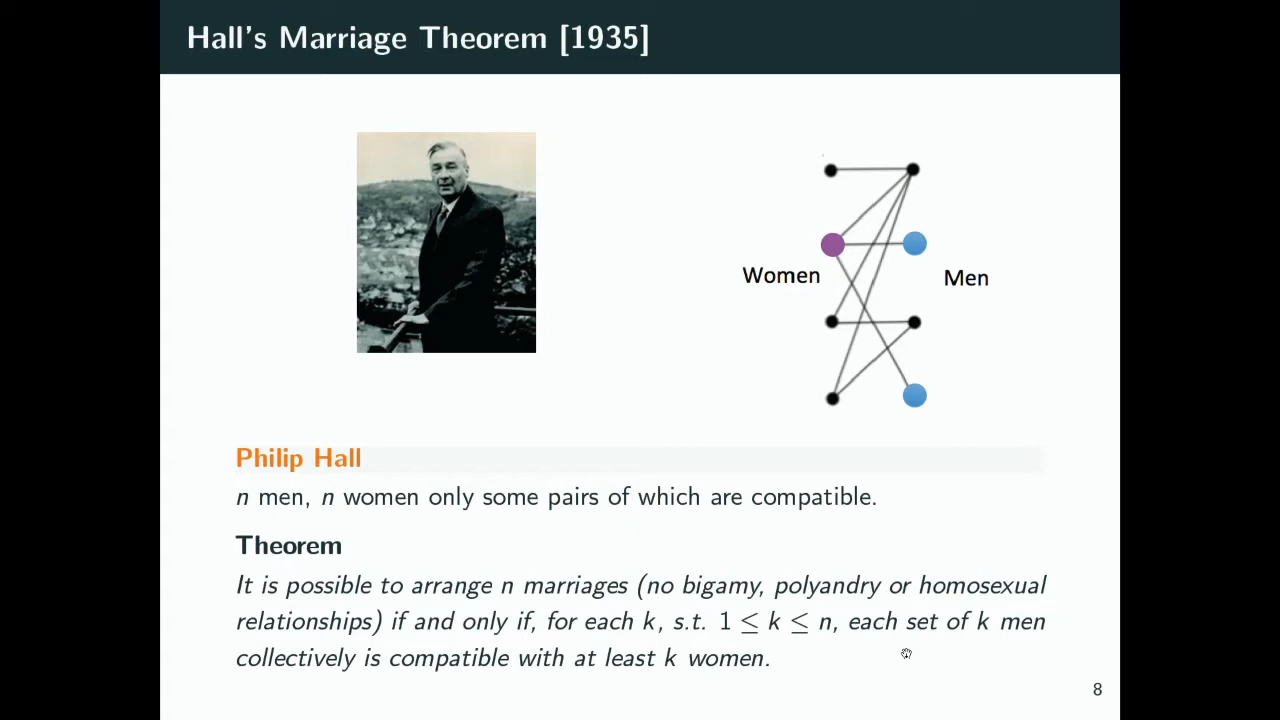 Hall's Marriage Theorem [1935]
Women
Men
Philip Hall
n men, n women only some pairs of which are compatible.
Theorem
It is possible to arrange n marriages (no bigamy, polyandry or homosexual
relationships) if and only if, for each k, s.t. 1 ≤ k ≤ n, each set of k men
collectively is compatible with at least k women.
8